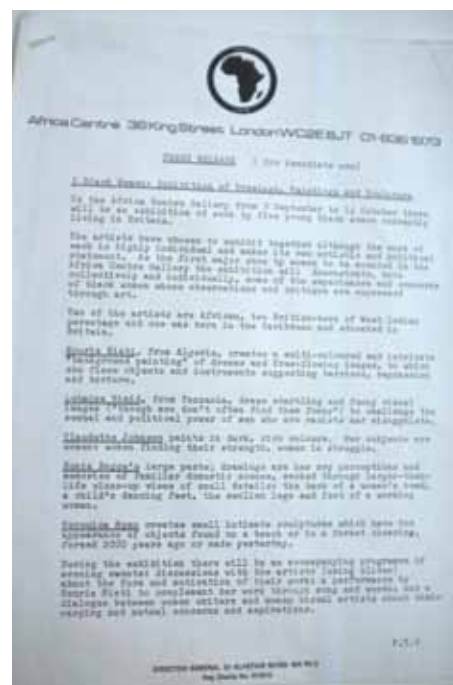 Africa Centre 38 King Street London WC2E 8JT 01-836 1973
PRESS RELEASE ( for immediate use)
5 Black Women: Exhibition of Drawings, Paintings and Sculpture
In the Africa Centre Gallery from September to 14 October there
will be an exhibition of work by five young black women currently
living in Britain.
The artists have chosen to exhibit together although the work of
each is highly individual and makes its own artistic and political
statement. As the first major show by women to be mounted in the
Africa Centre Gallery the exhibition will demonstrate, both
collectively and individually, some of the experiences and concerns
of black women whose observations and are expressed
through art.
Two of the artists are African, two British-born of West Indian
parentage and one was born in the Caribbean and educated in
Britain.
Houria Niati, from Algeria, creates a multi-coloured and intricate
"background painting" of dreams and free-flowing images, to which
she fixes objects and instruments suggesting , repression
and torture.
Lubaina Himid, from Tanzania, draws startling and funny visual
images ("though men don't often find them funny") to challenge the
verbal and political power of men who are racists and misogynists.
Claudette Johnson paints in dark, rich colours. Her subjects are
women finding their strength, women in struggle.
Sonia Boyce's large pastel drawings are her perceptions and
memories of familiar domestic scenes, evoked through larger-than-
life close-up views of small details: the back of a woman's head,
a child's dancing feet, the swollen legs and feet of a working
woman.
Veronica Ryan creates small intimate sculptures which have the
appearance of objects found on a beach or in a forest clearing,
formed 2000 years ago or made yesterday.
During the exhibition there will be an accompanying programme of
evening events: discussions with the artists
about the form and motivation of their work; a performance by
Houria Niati to complement her work through song and words; and a
dialogue between women writers and women visual artists about their
varying and mutual concerns and aspirations.
P.T.O
DIRECTOR GENERAL
Reg. Charity No.